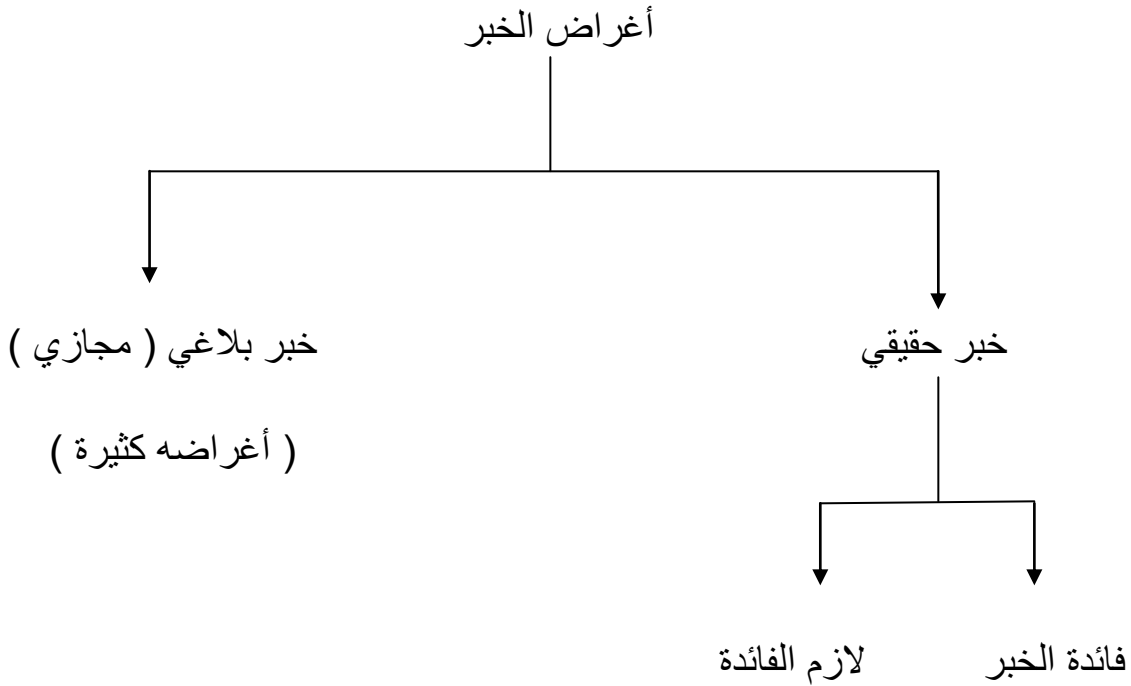 أغراض الخبر
خبر حقيقي
خبر بلاغي ( مجازي )
( أغراضه كثيرة )
فائدة الخبر
لازم الفائدة